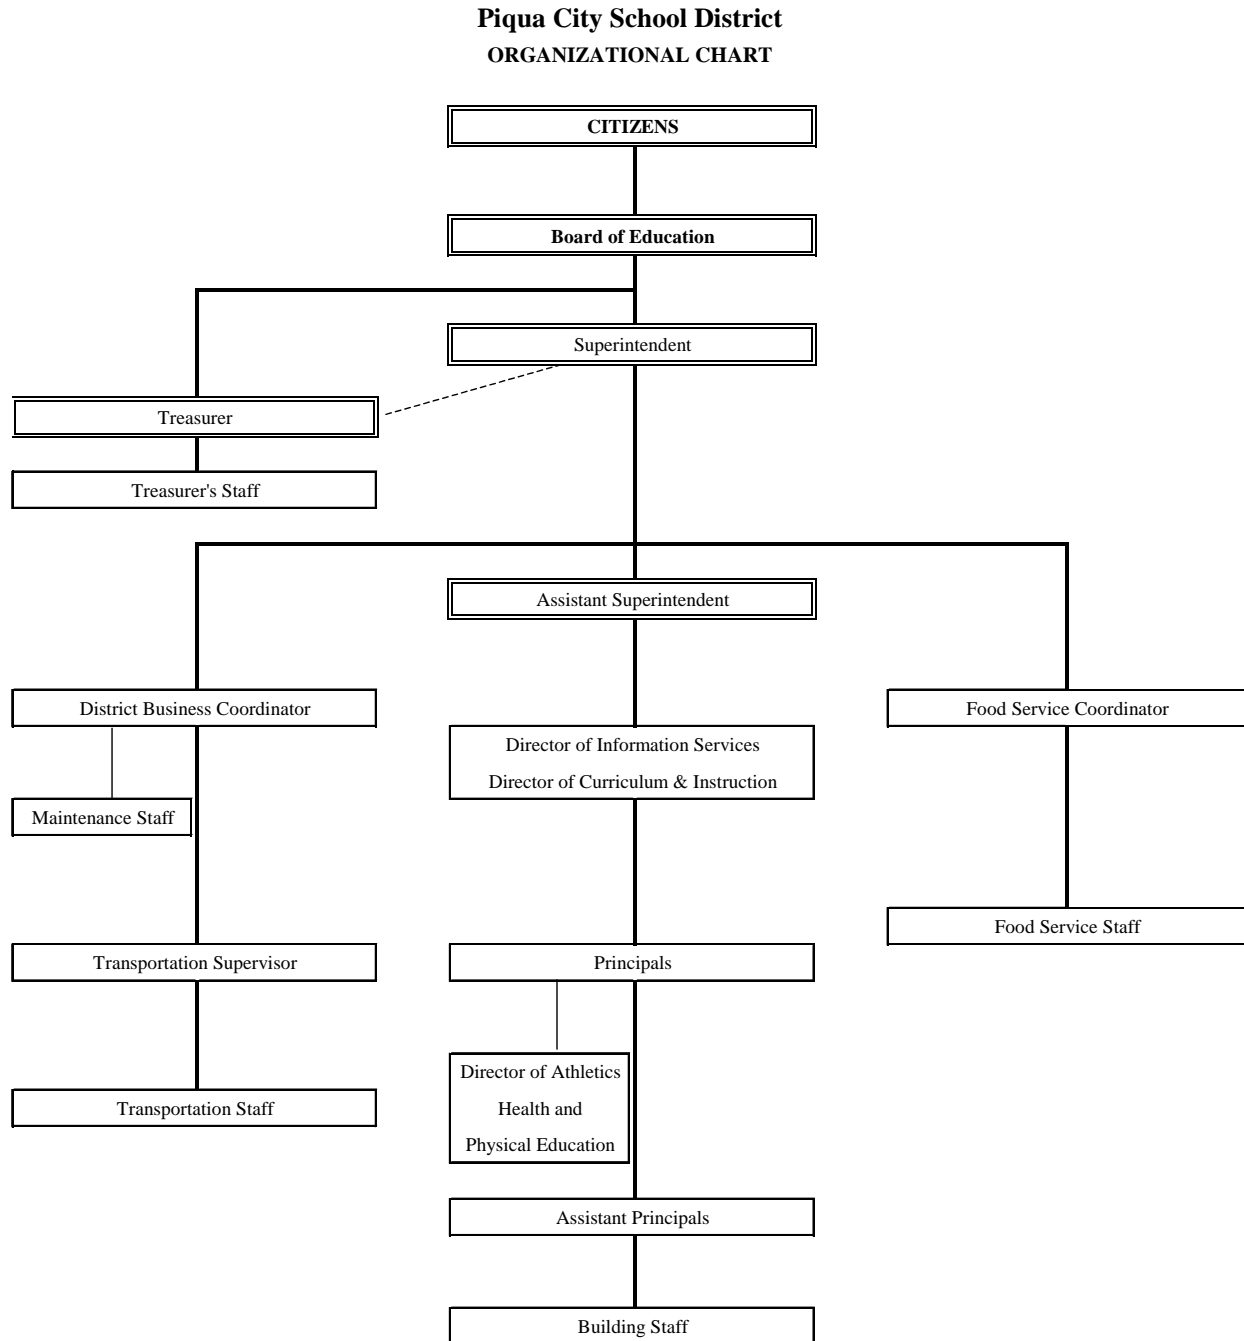 Piqua City School District
ORGANIZATIONAL CHART
CITIZENS
Board of Education
Superintendent
Treasurer
Treasurer's Staff
Assistant Superintendent
District Business Coordinator
Food Service Coordinator
Director of Information Services
Director of Curriculum & Instruction
Maintenance Staff
Food Service Staff
Transportation Supervisor
Principals
Director of Athletics
Health and
Physical Education
Transportation Staff
Assistant Principals
Building Staff